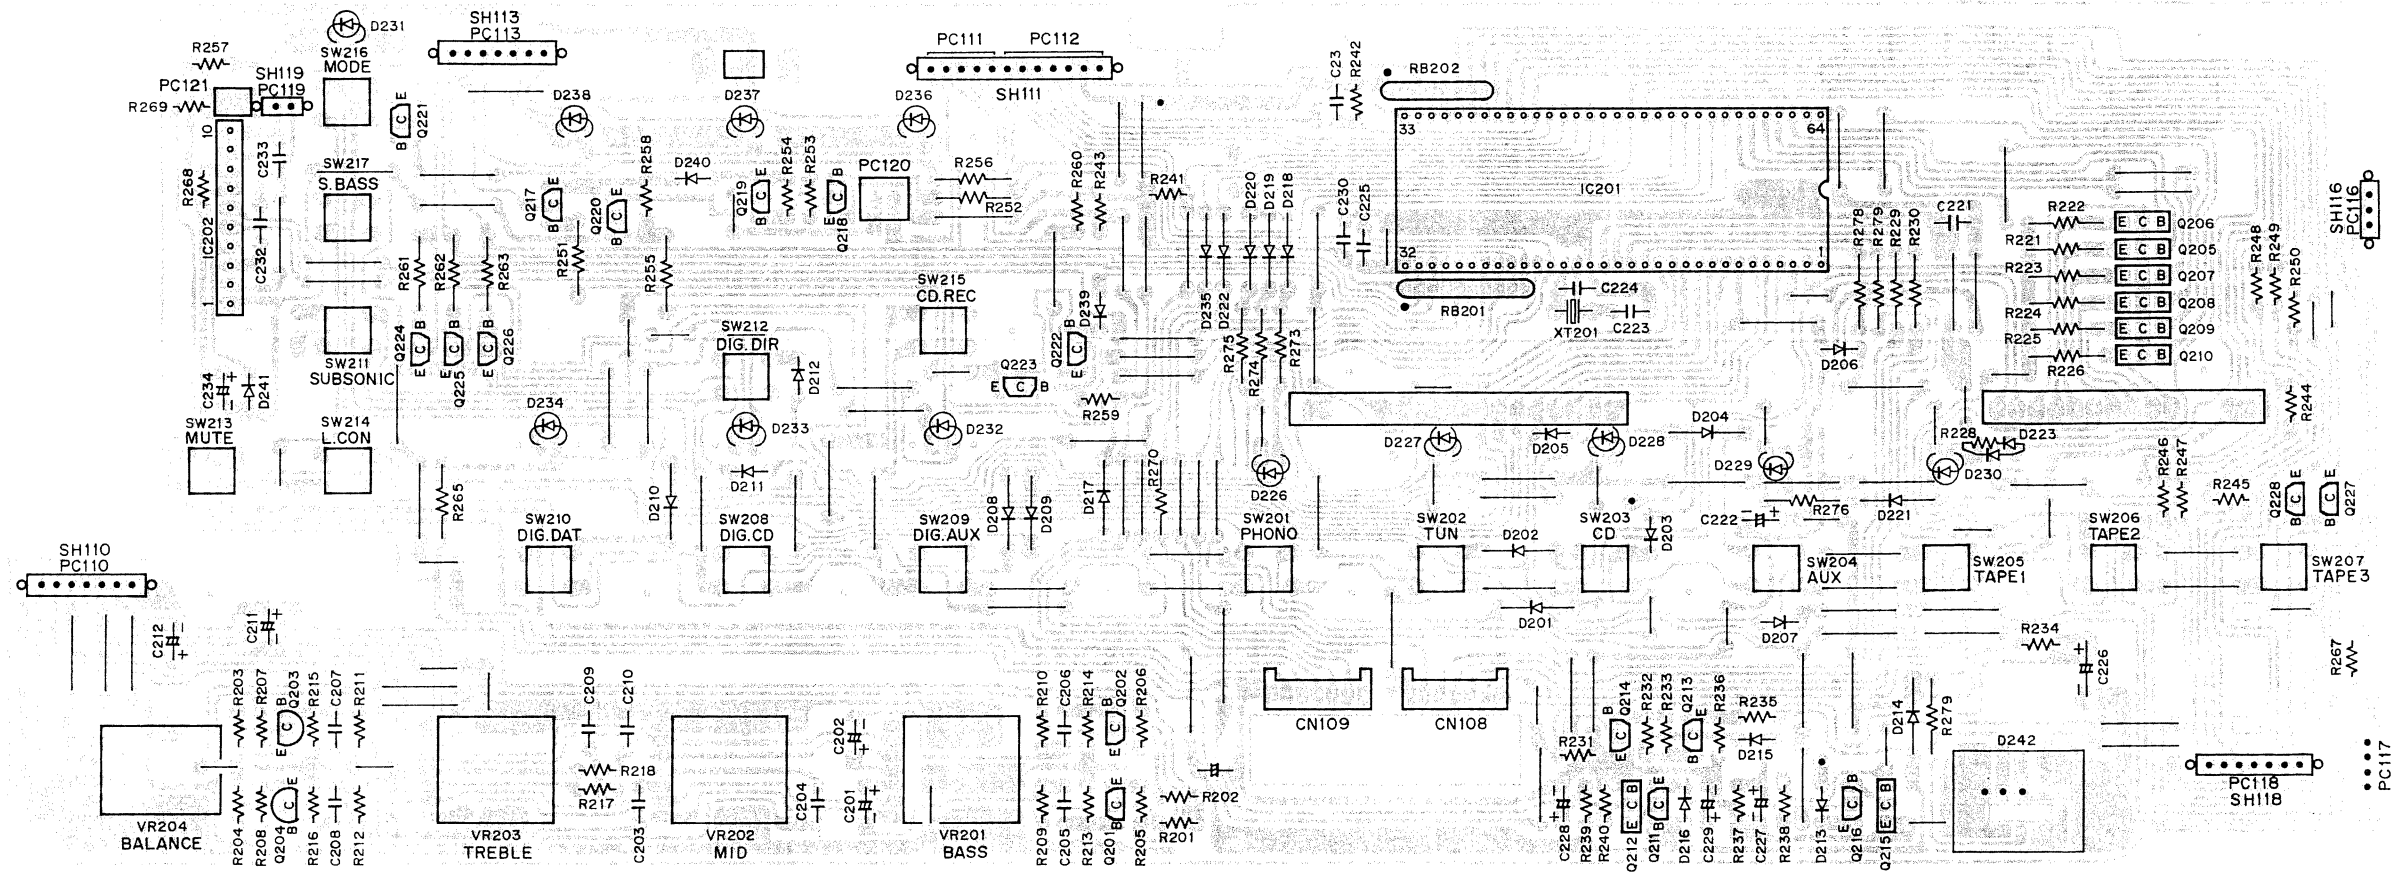 D231
SH113
PC113
R257
SW216
MODE
PC111
PC112
C23
R242
RB202
PC121
SH119
PC119
R269
SH111
D238
D237
D236
E
C
B
Q221
10
33
64
C233
R258
R254
R253
R260
R243
SW217
S.BASS
D240
PC120
R256
R241
D220
D219
D218
IC201
R268
Q217
B
C
E
Q220
B
C
E
Q219
B
C
E
E
C
B
Q218
R252
C230
C225
SH116
PC116
IC202
C232
R278
R279
R229
R230
C221
R222
E C B
Q206
R221
E C B
Q205
R223
E C B
Q207
R224
E C B
Q208
R225
E C B
Q209
R226
E C B
Q210
R248
R249
R250
R261
R262
R263
R251
R255
32
1
1
SW215
CD.REC
D239
D235
D222
C224
RB201
XT201
C223
SW211
SUBSONIC
Q224
B
C
E
Q225
B
C
E
Q226
B
C
E
SW212
DIG.DIR
D212
Q222
B
C
E
R275
R274
R273
D206
Q223
E C B
C234
+
−
D241
R259
R244
SW213
MUTE
SW214
L.CON
D234
D233
D232
D227
D205
D228
D204
D229
R228
D223
D230
R246
R247
R265
D210
D211
D208
D209
D217
R270
D226
R276
D221
R245
Q228
E
C
B
Q227
E
C
B
SW210
DIG.DAT
SW208
DIG.CD
SW209
DIG.AUX
SW201
PHONO
SW202
TUN
D202
SW203
CD
D203
C222
−
+
SW206
TAPE2
SH110
PC110
SW204
AUX
SW205
TAPE1
SW207
TAPE3
C212
−
+
C211
+
−
D201
D207
R234
C226
+
−
R267
R203
R207
B
Q203
C
E
R215
C207
R211
C209
C210
C202
−
+
R210
C206
R214
B
Q202
C
E
R206
CN109
CN108
B
Q214
C
E
R232
R233
Q213
E
C
B
R236
R235
D215
R231
D214
R279
D242
R218
R217
R202
R201
PC118
SH118
PC117
VR204
BALANCE
R204
R208
Q204
E
C
B
R216
C208
R212
VR203
TREBLE
C203
VR202
MID
C204
C201
+
−
VR201
BASS
R209
C205
R213
Q201
E
C
B
R205
C228
−
+
R239
R240
Q212
E C B
Q211
E
C
B
D216
C229
−
+
R237
C227
+
R238
D213
Q216
B
C
E
Q215
E C B